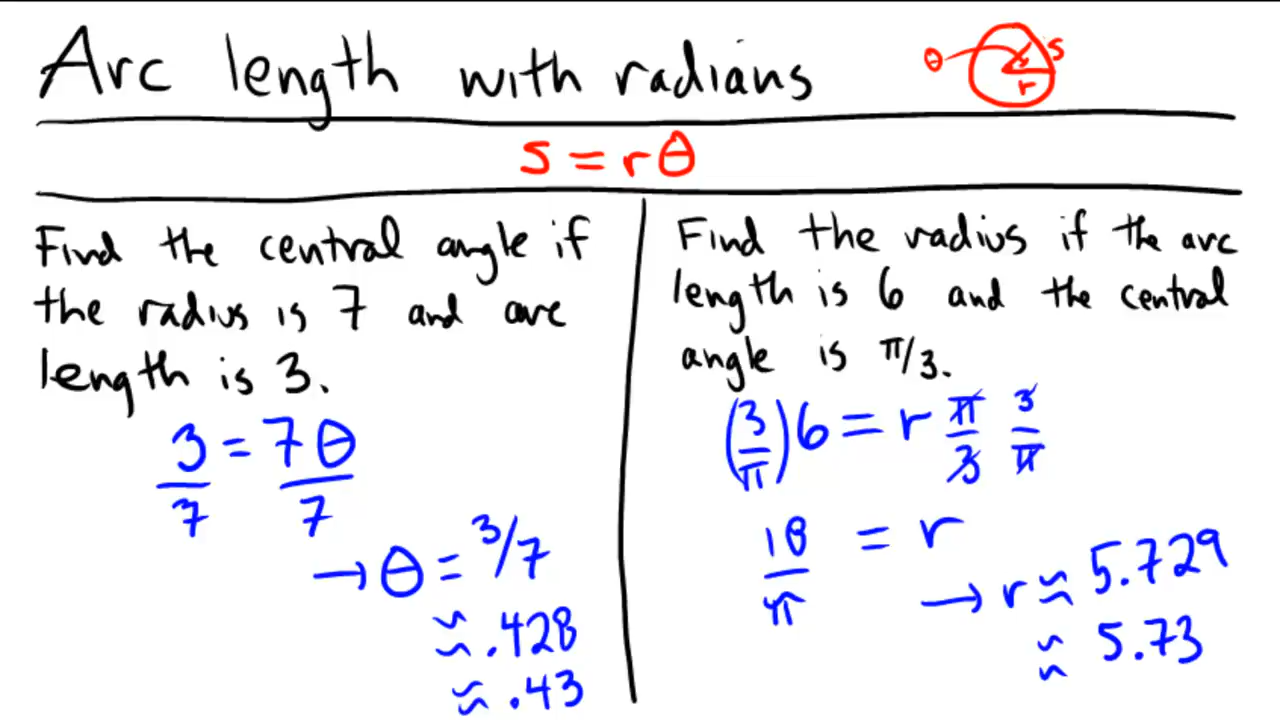 Arc length with radians
θ s
r
s = rθ
Find the central angle if
the radius is 7 and arc
length is 3.
3 = 7θ
7 7
→ θ = 3/7
≈ .428
≈ .43
Find the radius if the arc
length is 6 and the central
angle is π/3.
(3/π) 6 = r π/3 3/π
18/π = r
→ r ≈ 5.729
≈ 5.73